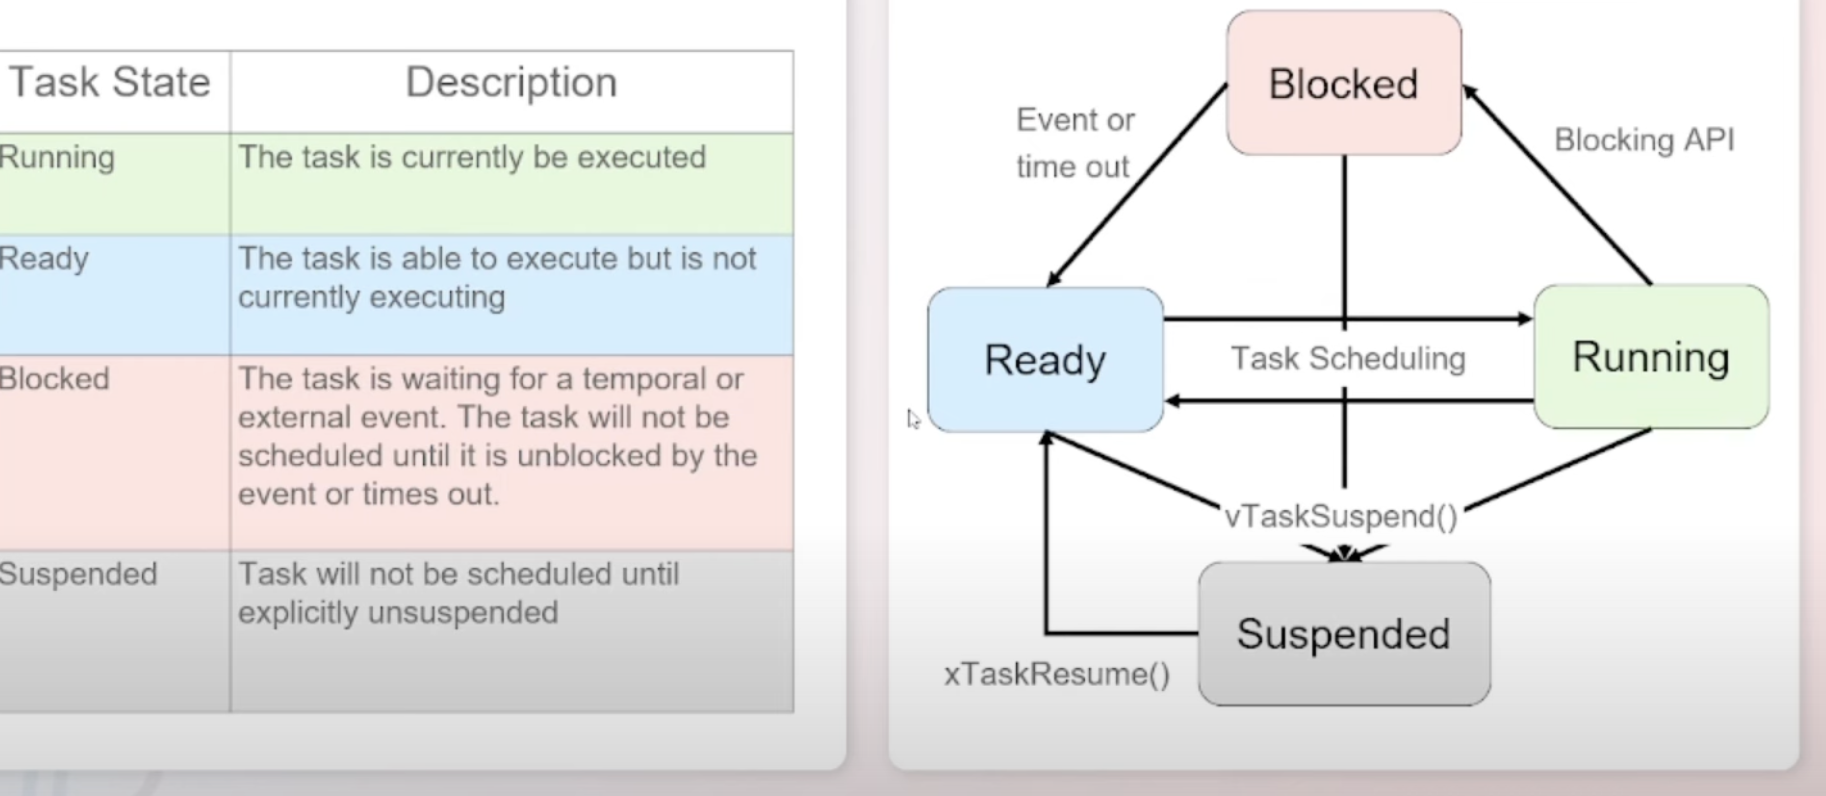 Task State
Description
Running
The task is currently be executed
Ready
The task is able to execute but is not
currently executing
Blocked
The task is waiting for a temporal or
external event. The task will not be
scheduled until it is unblocked by the
event or times out.
Suspended
Task will not be scheduled until
explicitly unsuspended
Blocked
Event or
time out
Blocking API
Ready
Task Scheduling
Running
vTaskSuspend()
Suspended
xTaskResume()